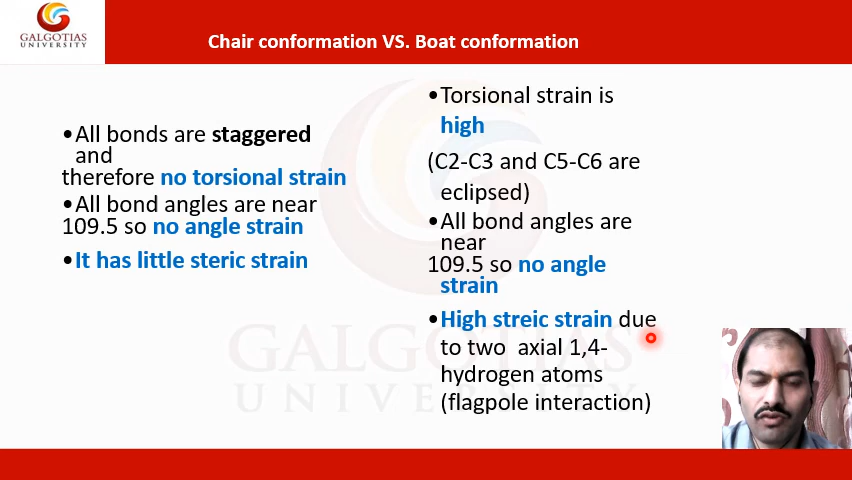 GALGOTIAS
UNIVERSITY
Chair conformation VS. Boat conformation
•All bonds are staggered
and
therefore no torsional strain
•All bond angles are near
109.5 so no angle strain
•It has little steric strain
•Torsional strain is
high
(C2-C3 and C5-C6 are
eclipsed)
•All bond angles are
near
109.5 so no angle
strain
•High streic strain due
to two axial 1,4-
hydrogen atoms
(flagpole interaction)
GALGOTIAS
UNIVERSITY